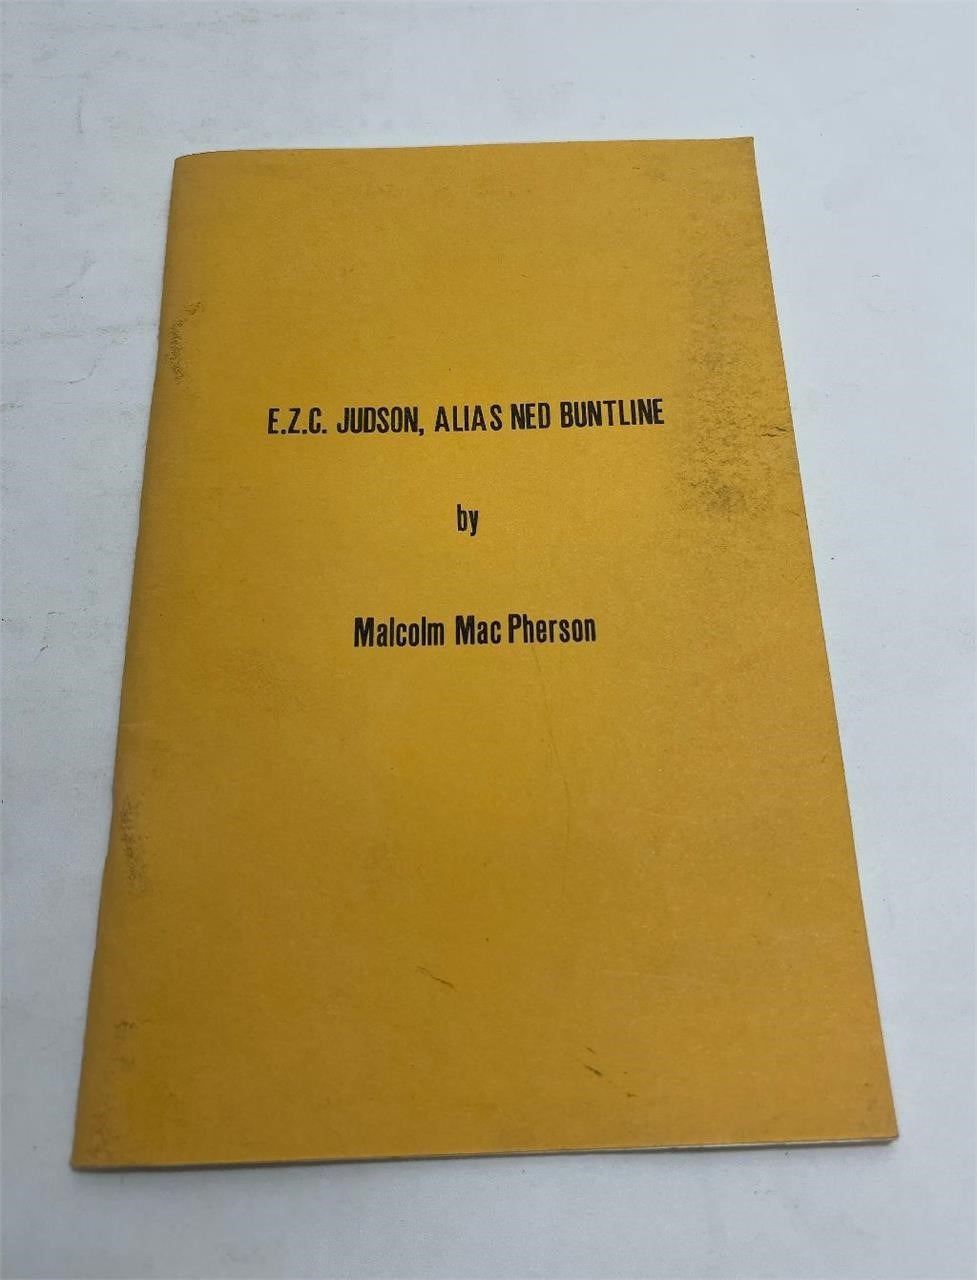 E.Z.C. JUDSON, ALIAS NED BUNTLINE
by
Malcolm Mac Pherson